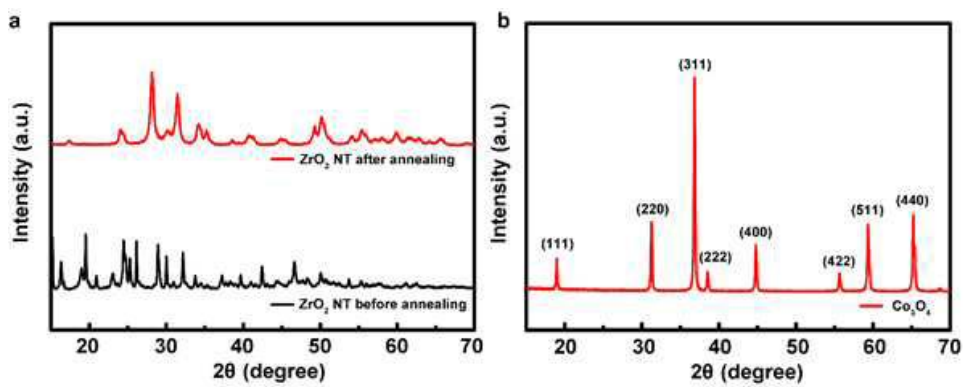 a
Intensity (a.u.)
ZrO₂ NT after annealing
ZrO₂ NT before annealing
20 30 40 50 60 70
2θ (degree)
b
Intensity (a.u.)
(111)
(220)
(311)
(222)
(400)
(422)
(511)
(440)
Co₃O₄
20 30 40 50 60 70
2θ (degree)